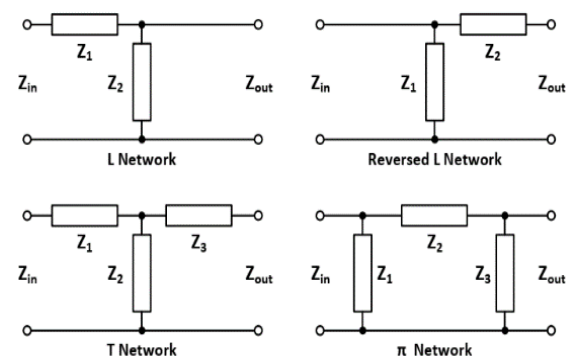 Z1
Zin
Z2
Zout
L Network
Z2
Zin
Z1
Zout
Reversed L Network
Z1
Z3
Zin
Z2
Zout
T Network
Z2
Zin
Z1
Z3
Zout
π Network